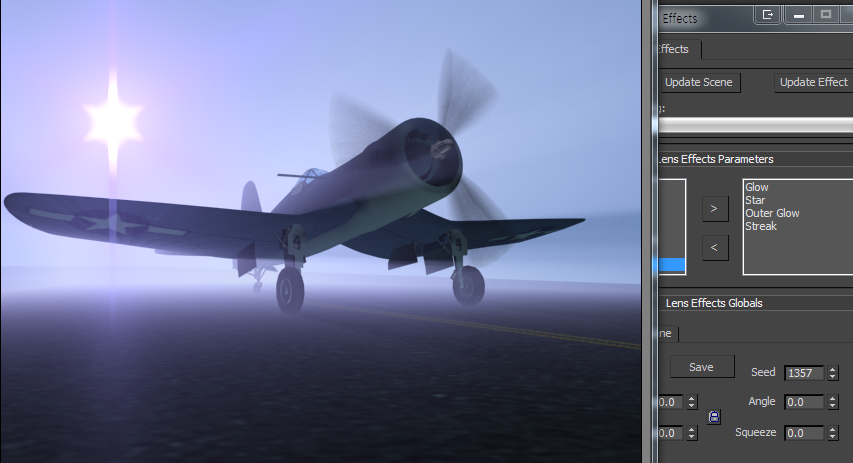 Effects
Effects
Update Scene
Update Effect
g:
Lens Effects Parameters
Glow
Star
Outer Glow
Streak
>
<
Lens Effects Globals
ne
Save
Seed 1357
0.0 Angle 0.0
0.0 Squeeze 0.0